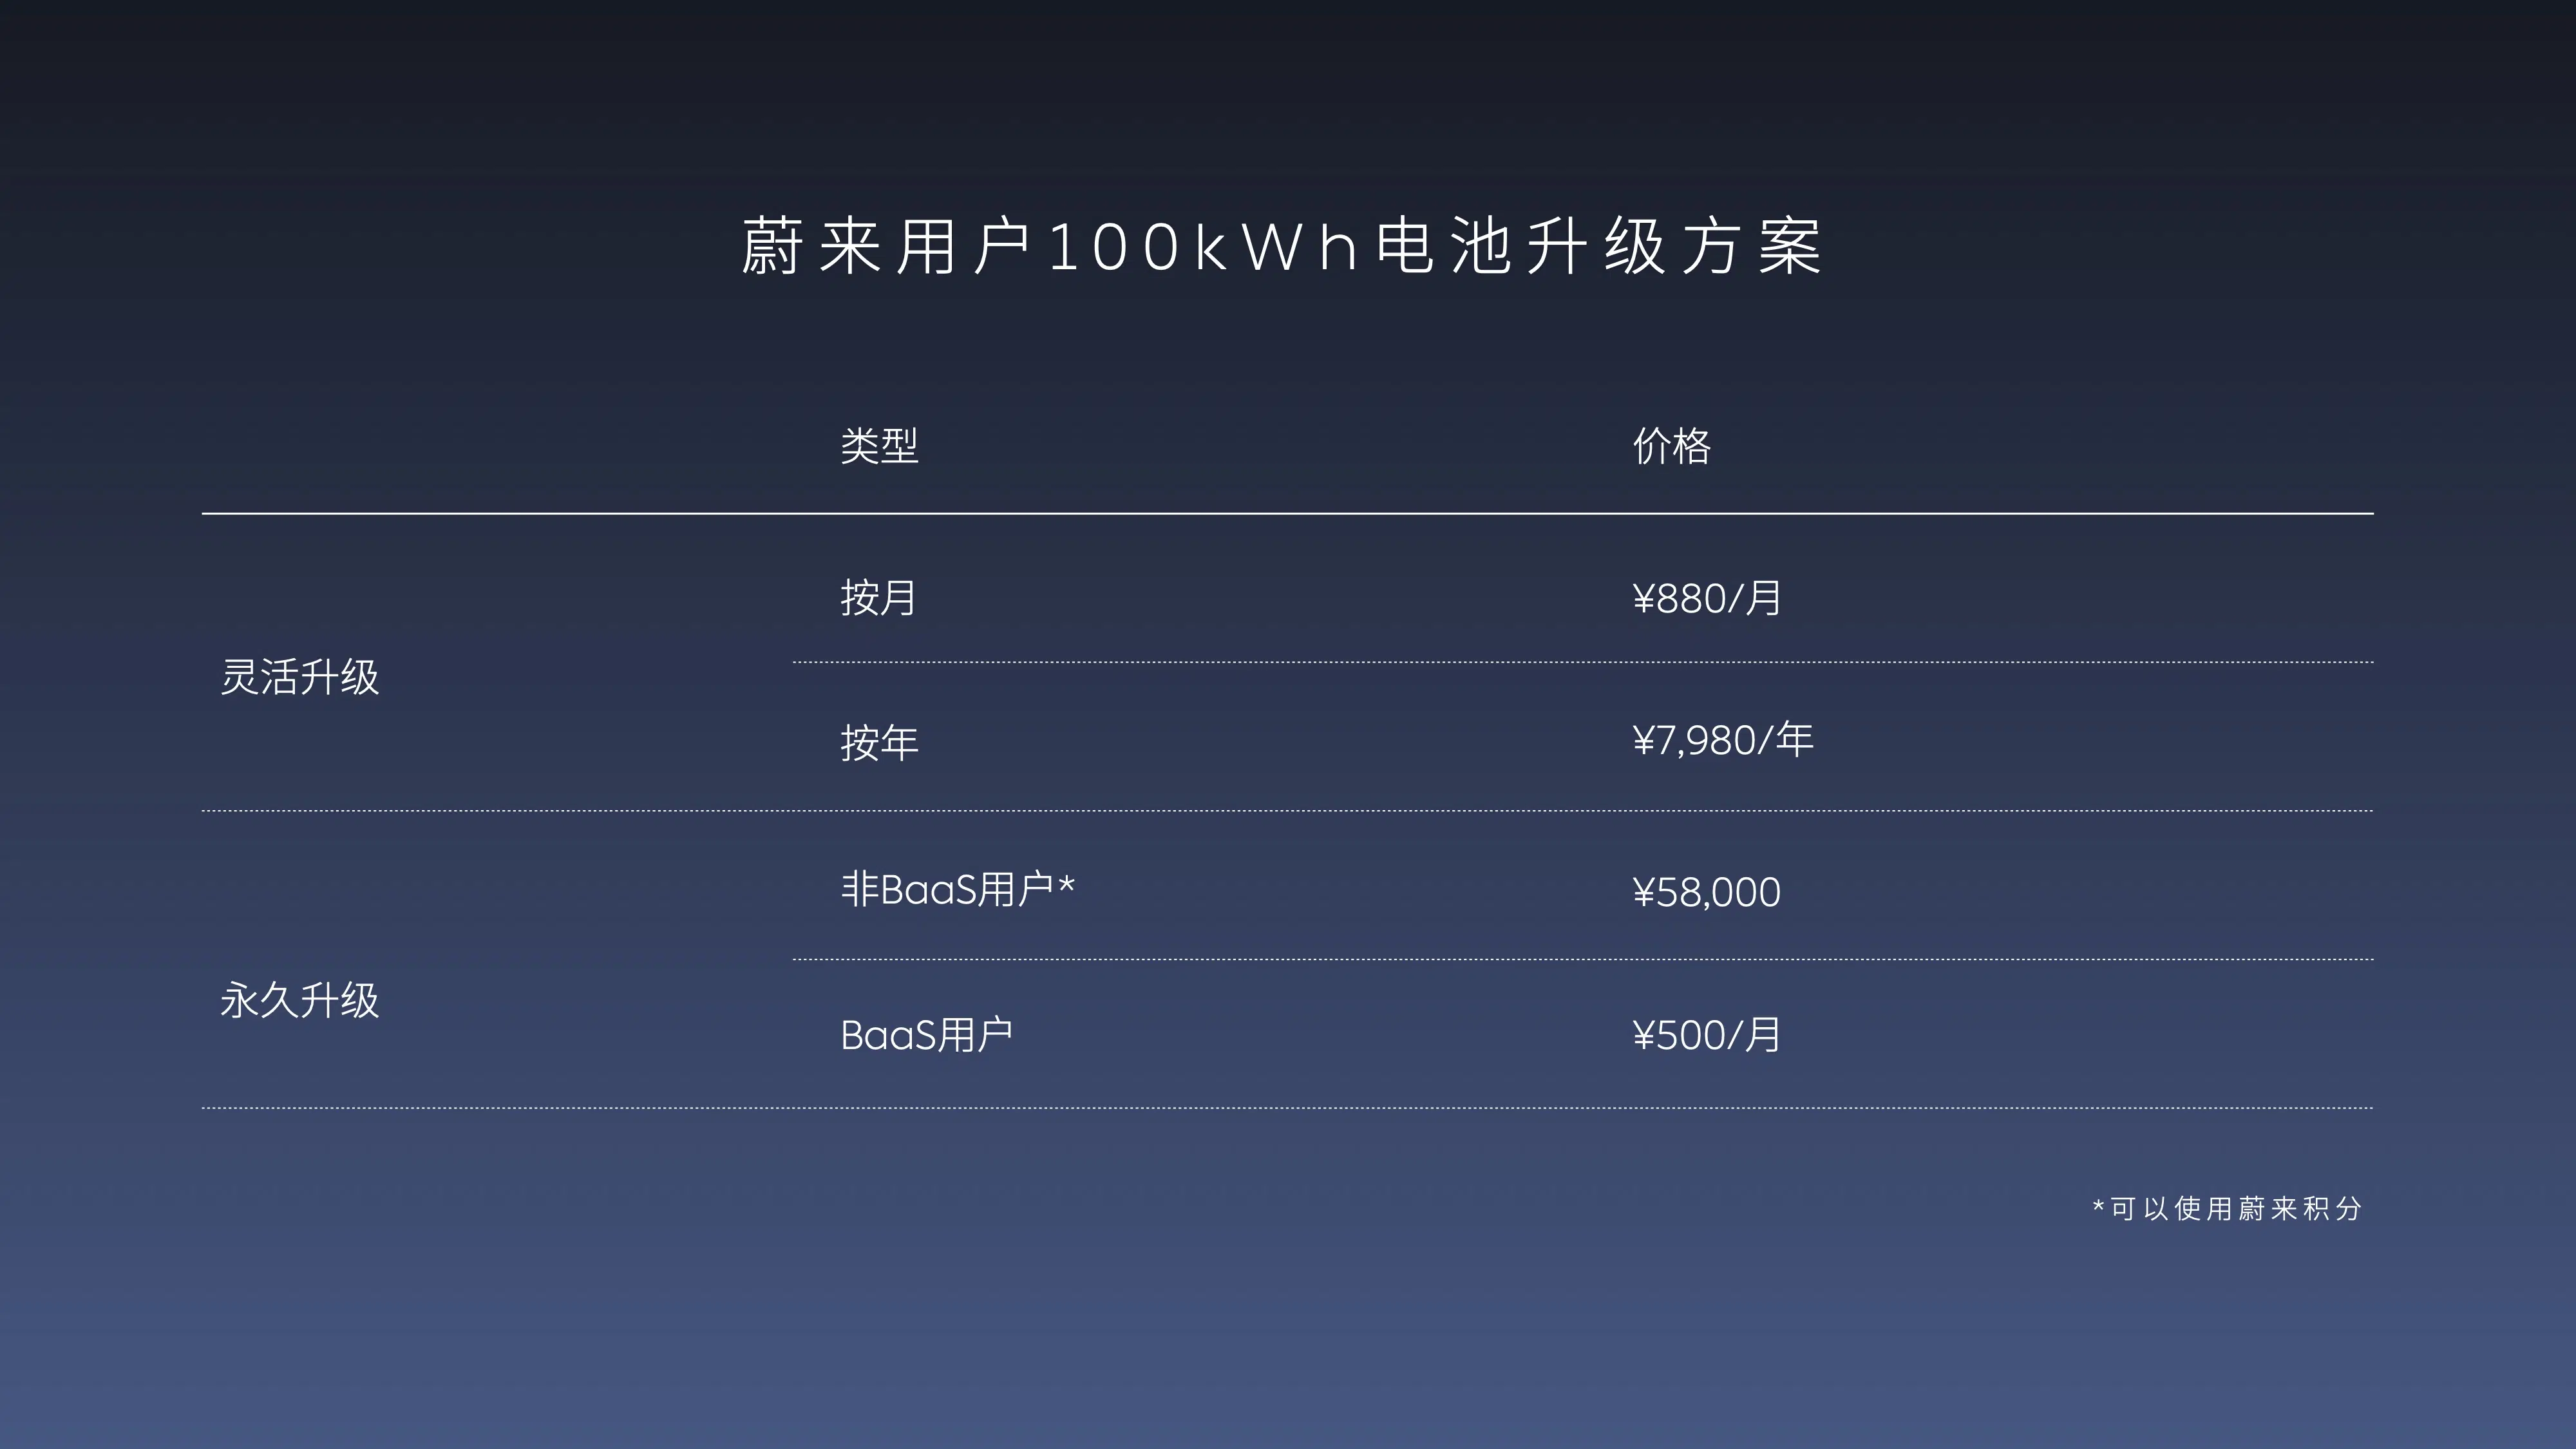 蔚来用户100kWh电池升级方案
类型 价格
灵活升级
按月 ¥880/月
按年 ¥7,980/年
永久升级
非BaaS用户* ¥58,000
BaaS用户 ¥500/月
*可以使用蔚来积分